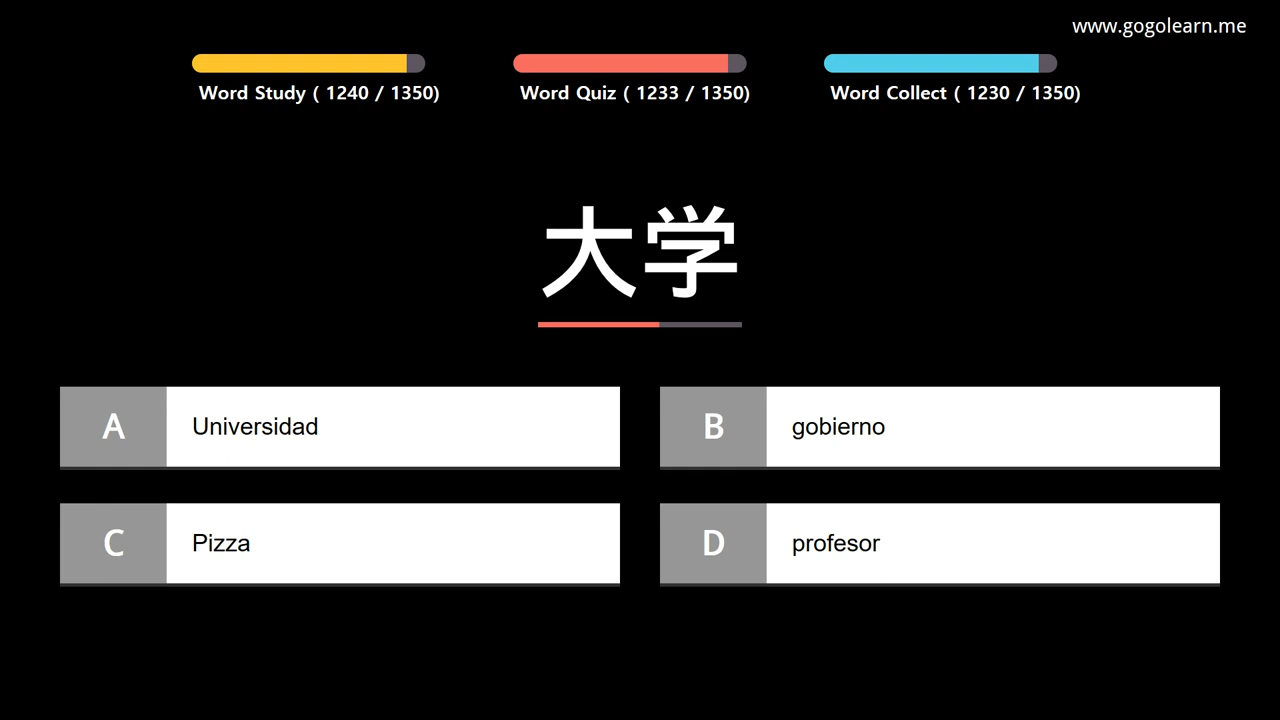 www.gogolearn.me
Word Study ( 1240 / 1350)
Word Quiz ( 1233 / 1350)
Word Collect ( 1230 / 1350)
大学
A Universidad
B gobierno
C Pizza
D profesor